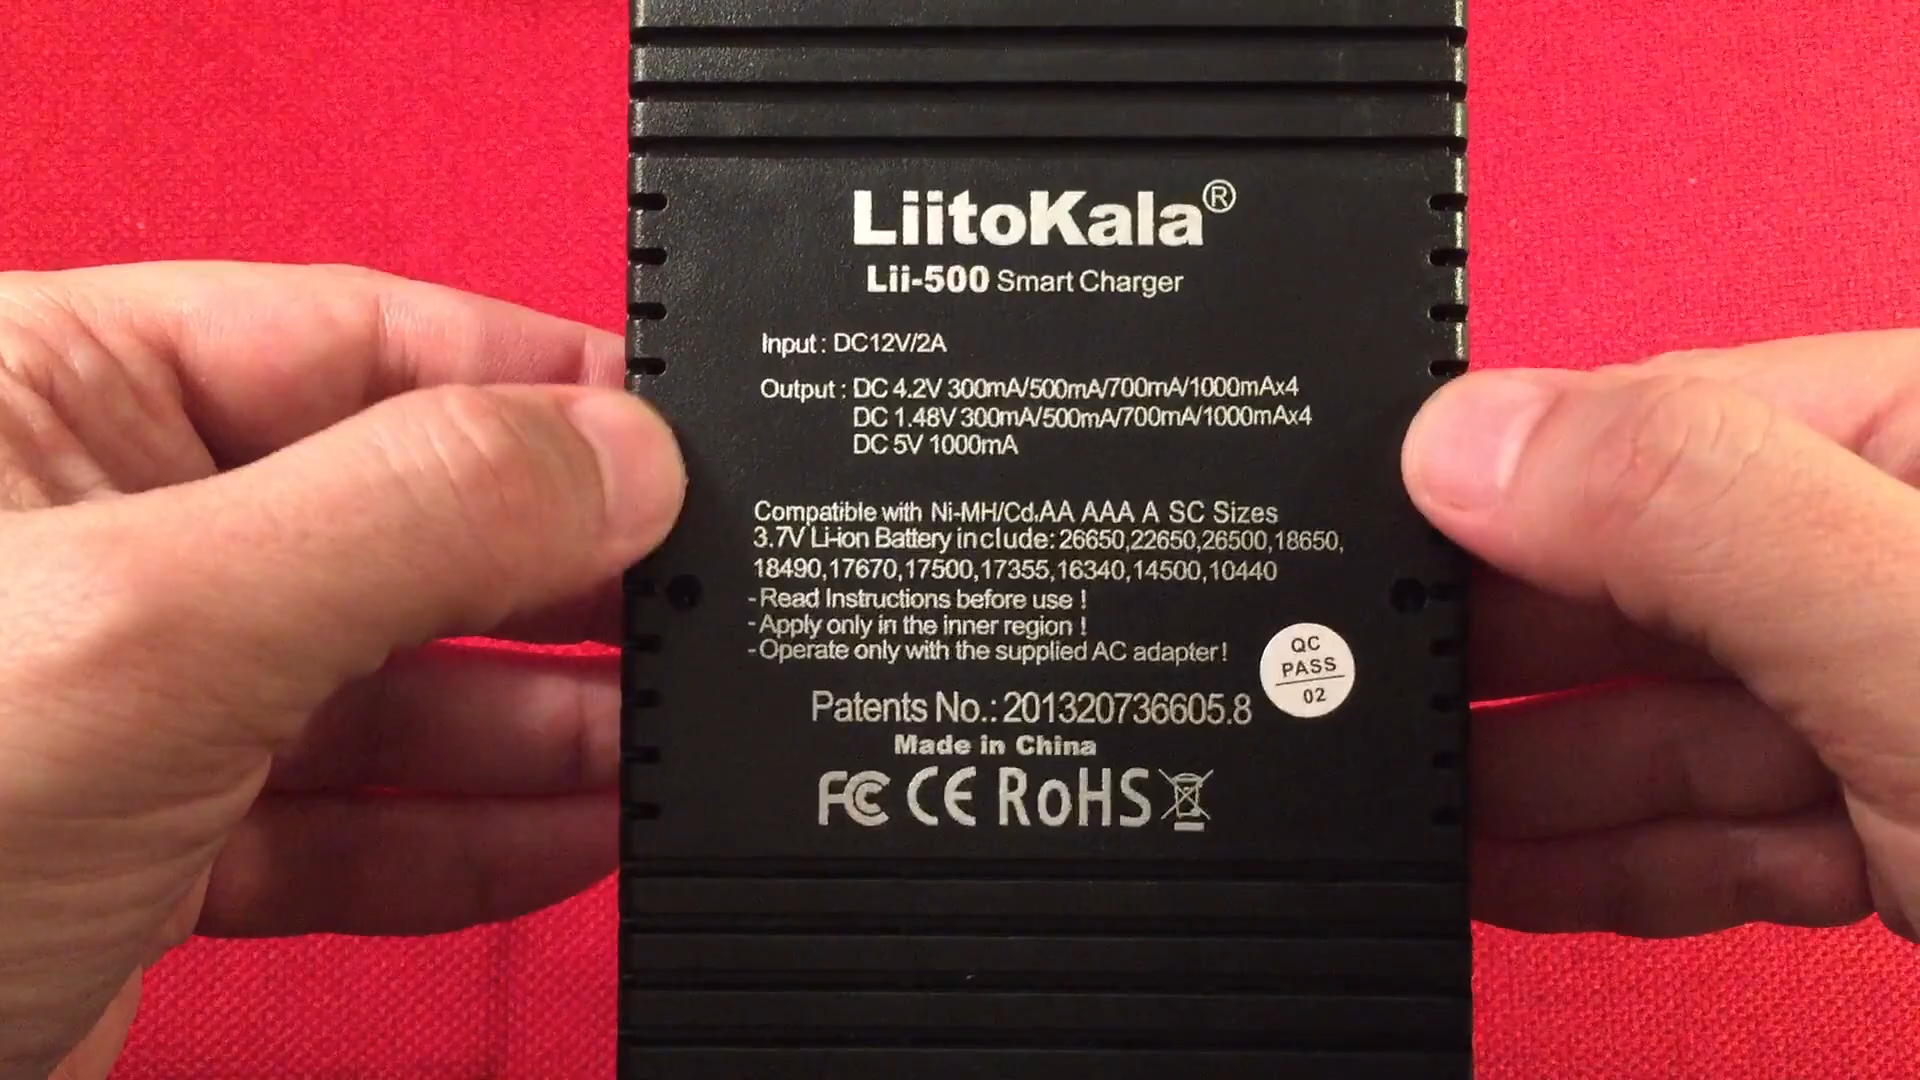 LiitoKala®
Lii-500 Smart Charger
Input : DC12V/2A
Output : DC 4.2V 300mA/500mA/700mA/1000mAx4
DC 1.48V 300mA/500mA/700mA/1000mAx4
DC 5V 1000mA
Compatible with Ni-MH/Cd.AA AAA A SC Sizes
3.7V Li-ion Battery include: 26650,22650,26500,18650,
18490,17670,17500,17355,16340,14500,10440
-Read Instructions before use !
-Apply only in the inner region !
-Operate only with the supplied AC adapter!
QC
PASS
02
Patents No.: 201320736605.8
Made in China
FC CE RoHS